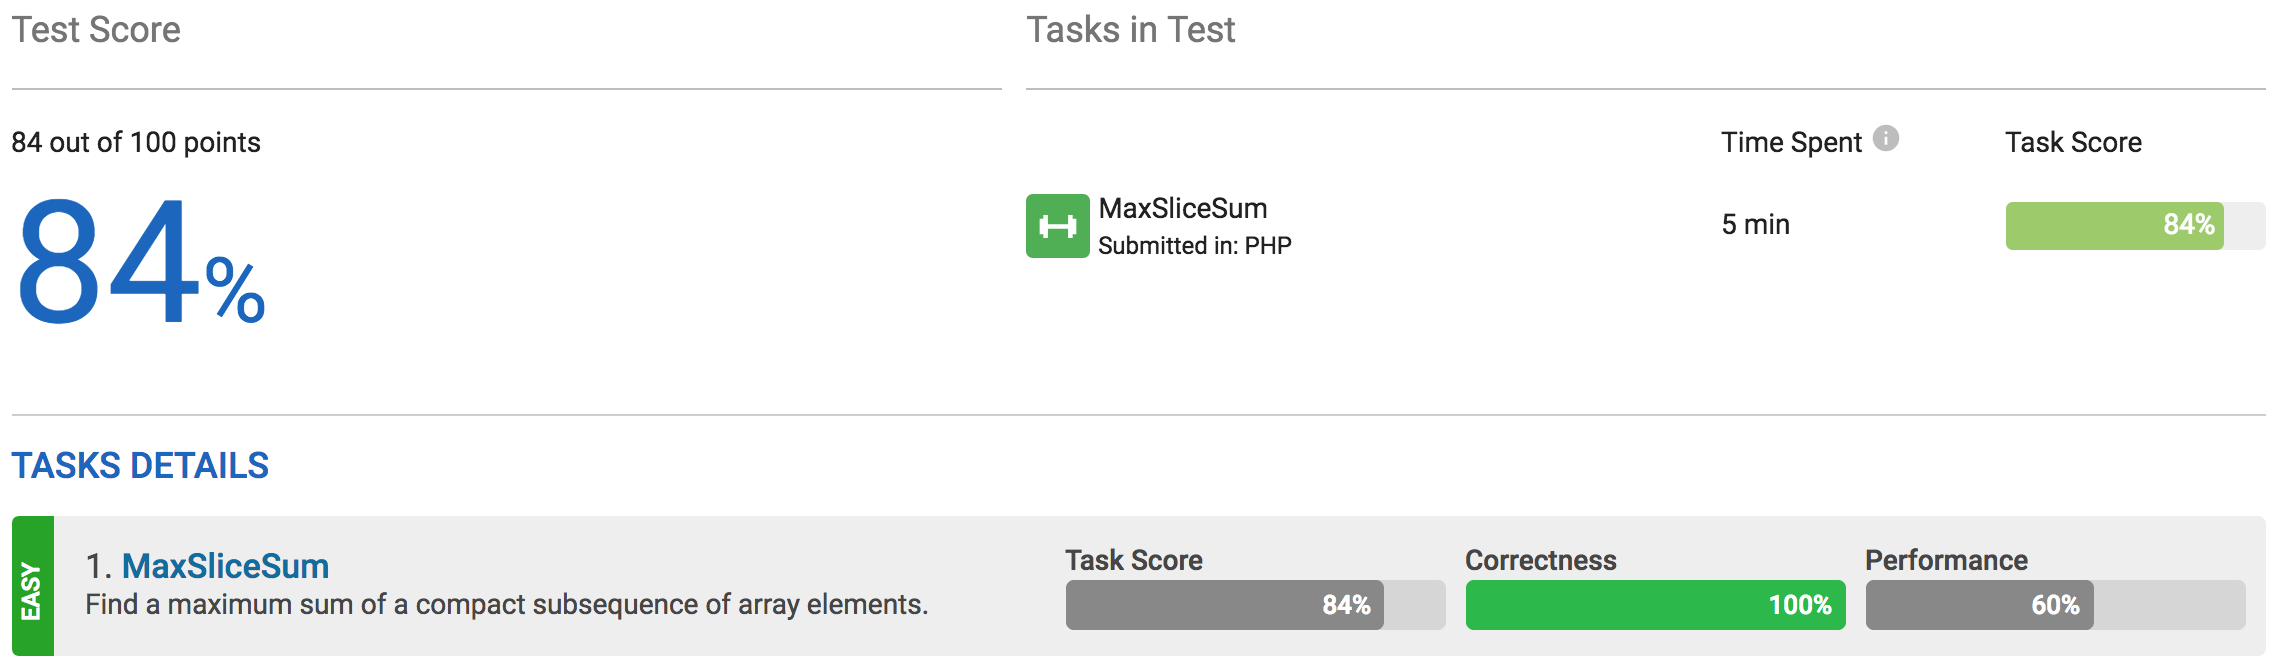 Test Score
84 out of 100 points
84%
Tasks in Test
Time Spent
Task Score
MaxSliceSum
Submitted in: PHP
5 min
84%
TASKS DETAILS
EASY
1. MaxSliceSum
Find a maximum sum of a compact subsequence of array elements.
Task Score
84%
Correctness
100%
Performance
60%